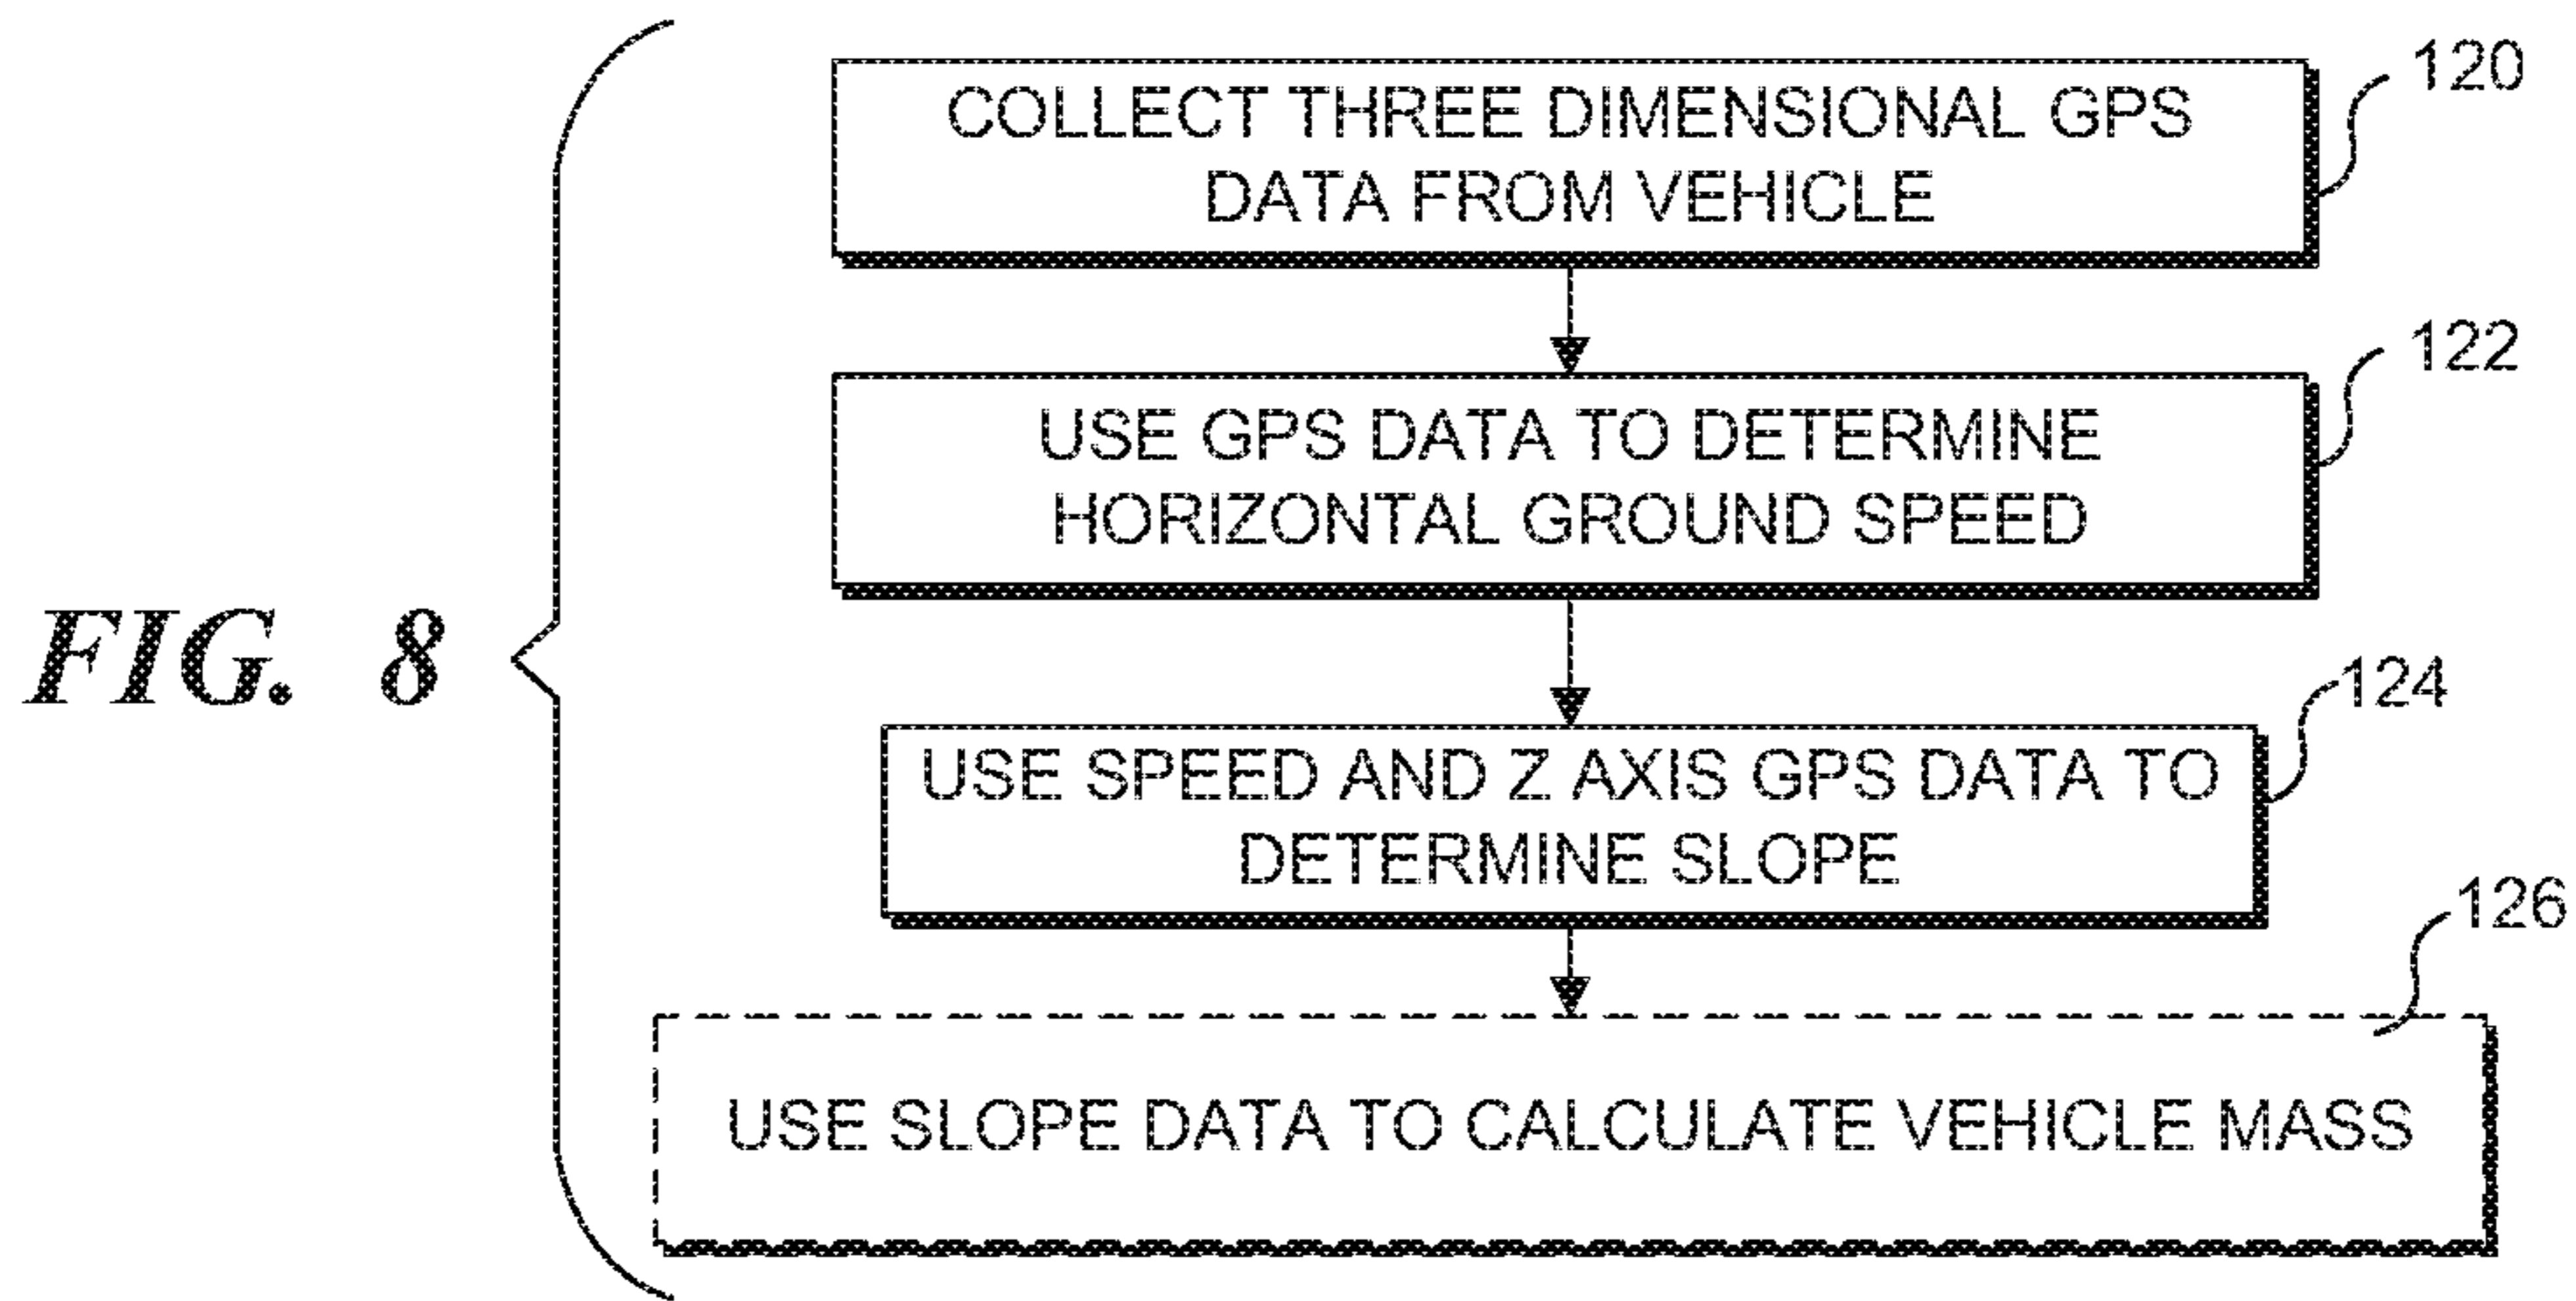 COLLECT THREE DIMENSIONAL GPS
DATA FROM VEHICLE
120
USE GPS DATA TO DETERMINE
HORIZONTAL GROUND SPEED
122
FIG. 8
USE SPEED AND Z AXIS GPS DATA TO
DETERMINE SLOPE
124
USE SLOPE DATA TO CALCULATE VEHICLE MASS
126